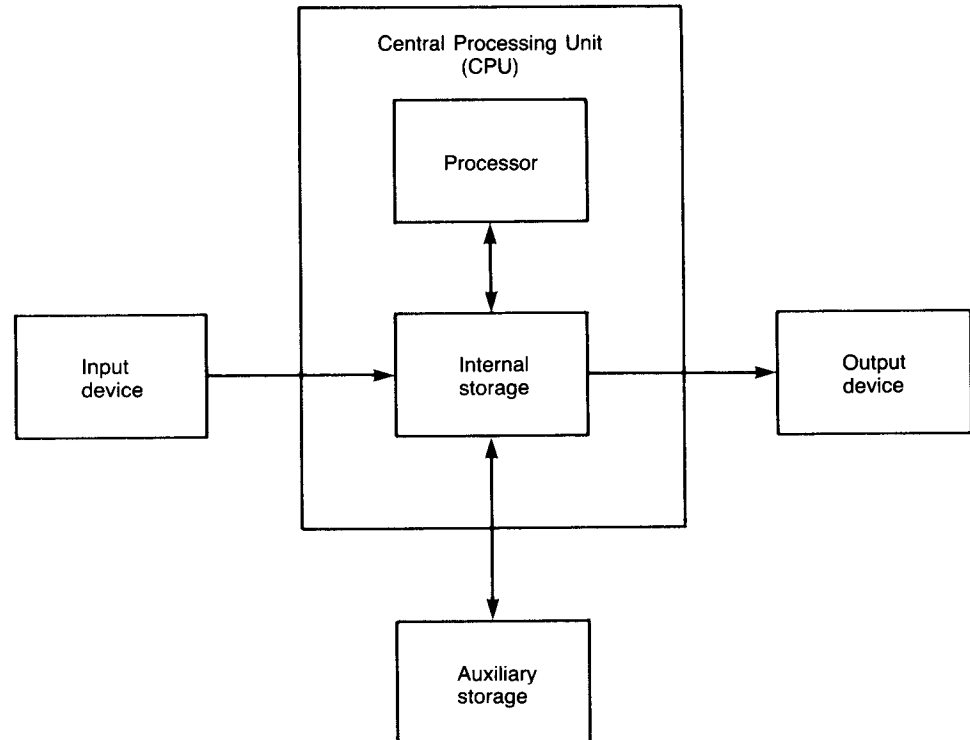 Central Processing Unit
(CPU)
Processor
Input
device
Internal
storage
Output
device
Auxiliary
storage